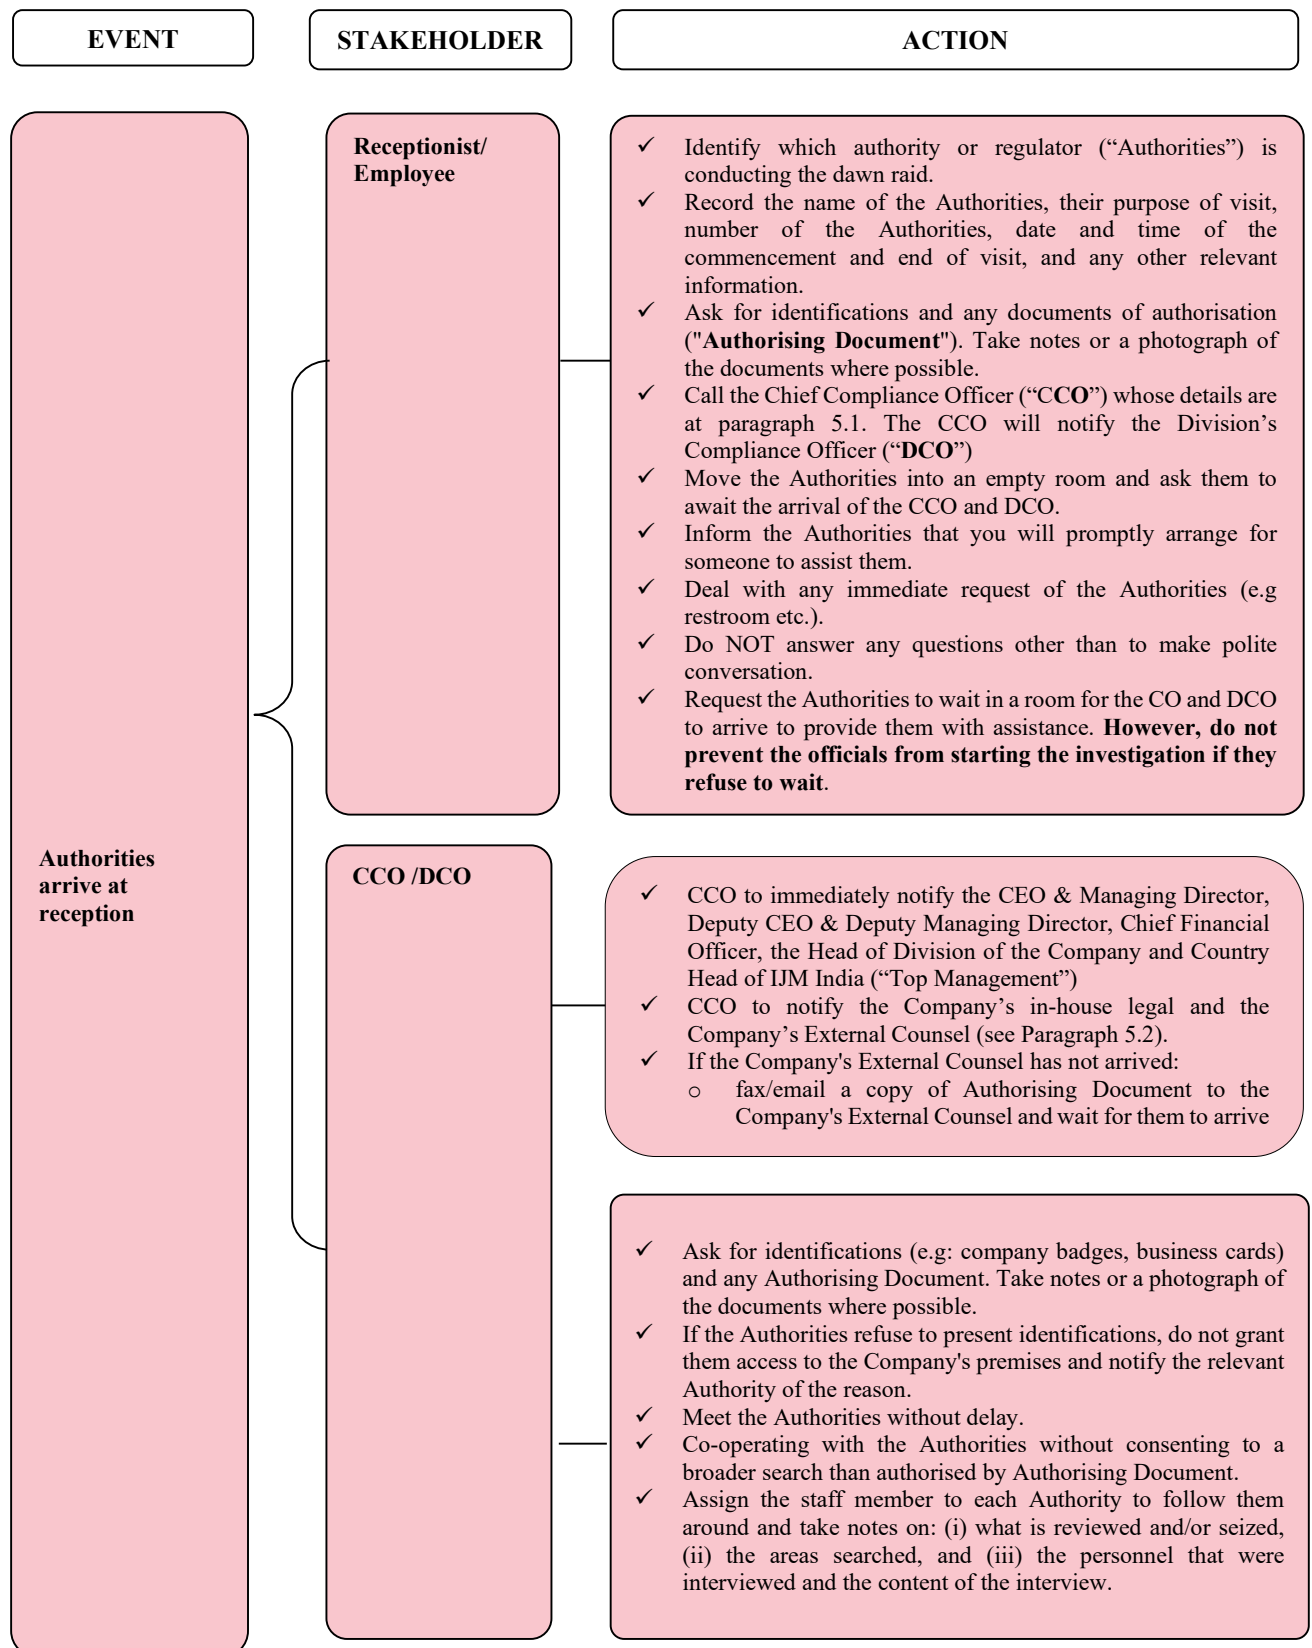 EVENT
STAKEHOLDER
ACTION
Authorities
arrive at
reception
Receptionist/
Employee
✓ Identify which authority or regulator (“Authorities”) is
conducting the dawn raid.
✓ Record the name of the Authorities, their purpose of visit,
number of the Authorities, date and time of the
commencement and end of visit, and any other relevant
information.
✓ Ask for identifications and any documents of authorisation
("Authorising Document"). Take notes or a photograph of
the documents where possible.
✓ Call the Chief Compliance Officer (“CCO”) whose details are
at paragraph 5.1. The CCO will notify the Division’s
Compliance Officer (“DCO”)
✓ Move the Authorities into an empty room and ask them to
await the arrival of the CCO and DCO.
✓ Inform the Authorities that you will promptly arrange for
someone to assist them.
✓ Deal with any immediate request of the Authorities (e.g
restroom etc.).
✓ Do NOT answer any questions other than to make polite
conversation.
✓ Request the Authorities to wait in a room for the CO and DCO
to arrive to provide them with assistance. However, do not
prevent the officials from starting the investigation if they
refuse to wait.
CCO /DCO
✓ CCO to immediately notify the CEO & Managing Director,
Deputy CEO & Deputy Managing Director, Chief Financial
Officer, the Head of Division of the Company and Country
Head of IJM India (“Top Management”)
✓ CCO to notify the Company’s in-house legal and the
Company’s External Counsel (see Paragraph 5.2).
✓ If the Company's External Counsel has not arrived:
o fax/email a copy of Authorising Document to the
Company's External Counsel and wait for them to arrive
✓ Ask for identifications (e.g: company badges, business cards)
and any Authorising Document. Take notes or a photograph of
the documents where possible.
✓ If the Authorities refuse to present identifications, do not grant
them access to the Company's premises and notify the relevant
Authority of the reason.
✓ Meet the Authorities without delay.
✓ Co-operating with the Authorities without consenting to a
broader search than authorised by Authorising Document.
✓ Assign the staff member to each Authority to follow them
around and take notes on: (i) what is reviewed and/or seized,
(ii) the areas searched, and (iii) the personnel that were
interviewed and the content of the interview.